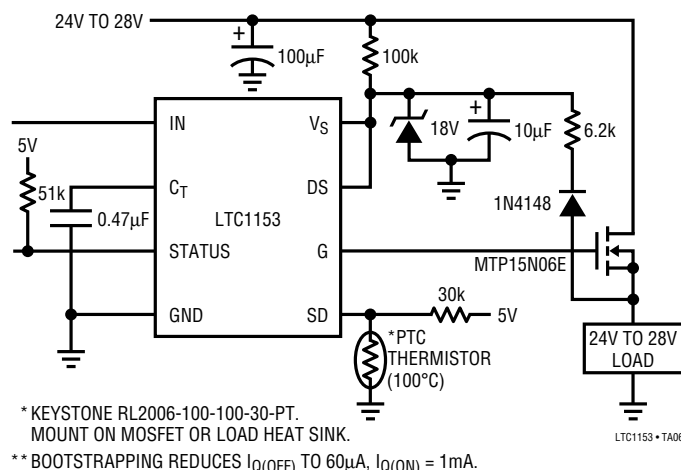 24V TO 28V
+
100µF
100k
IN
VS
+
18V
10µF
6.2k
5V
51k
CT
DS
1N4148
0.47µF
LTC1153
STATUS
G
MTP15N06E
GND
SD
30k
5V
*PTC
THERMISTOR
(100°C)
24V TO 28V
LOAD
* KEYSTONE RL2006-100-100-30-PT.
MOUNT ON MOSFET OR LOAD HEAT SINK.
LTC1153 • TA06
** BOOTSTRAPPING REDUCES IQ(OFF) TO 60µA, IQ(ON) = 1mA.